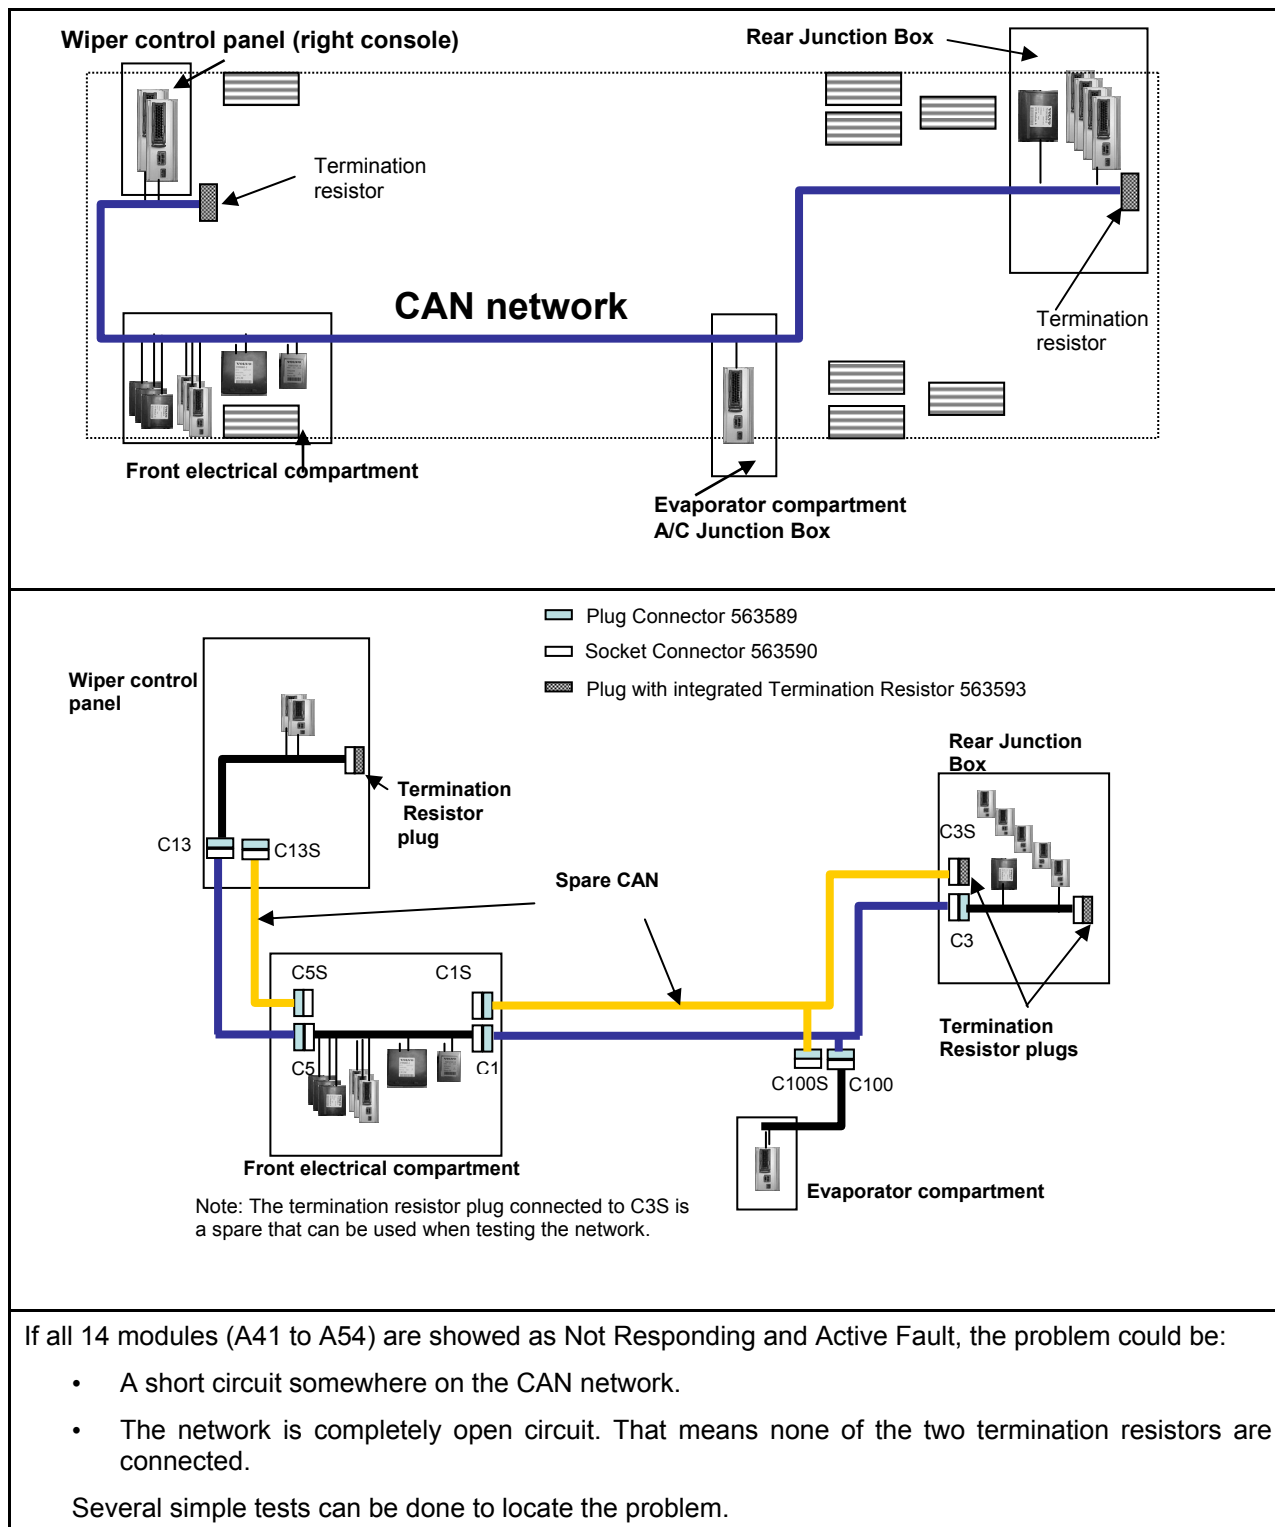 Wiper control panel (right console)
Rear Junction Box
Termination
resistor
CAN network
Termination
resistor
Front electrical compartment
Evaporator compartment
A/C Junction Box
Plug Connector 563589
Socket Connector 563590
Plug with integrated Termination Resistor 563593
Wiper control
panel
Rear Junction
Box
Termination
Resistor
plug
C13
C13S
C3S
Spare CAN
C3
C5S
C1S
Termination
Resistor plugs
C5
C1
C100S
C100
Front electrical compartment
Evaporator compartment
Note: The termination resistor plug connected to C3S is
a spare that can be used when testing the network.
If all 14 modules (A41 to A54) are showed as Not Responding and Active Fault, the problem could be:
• A short circuit somewhere on the CAN network.
• The network is completely open circuit. That means none of the two termination resistors are
connected.
Several simple tests can be done to locate the problem.